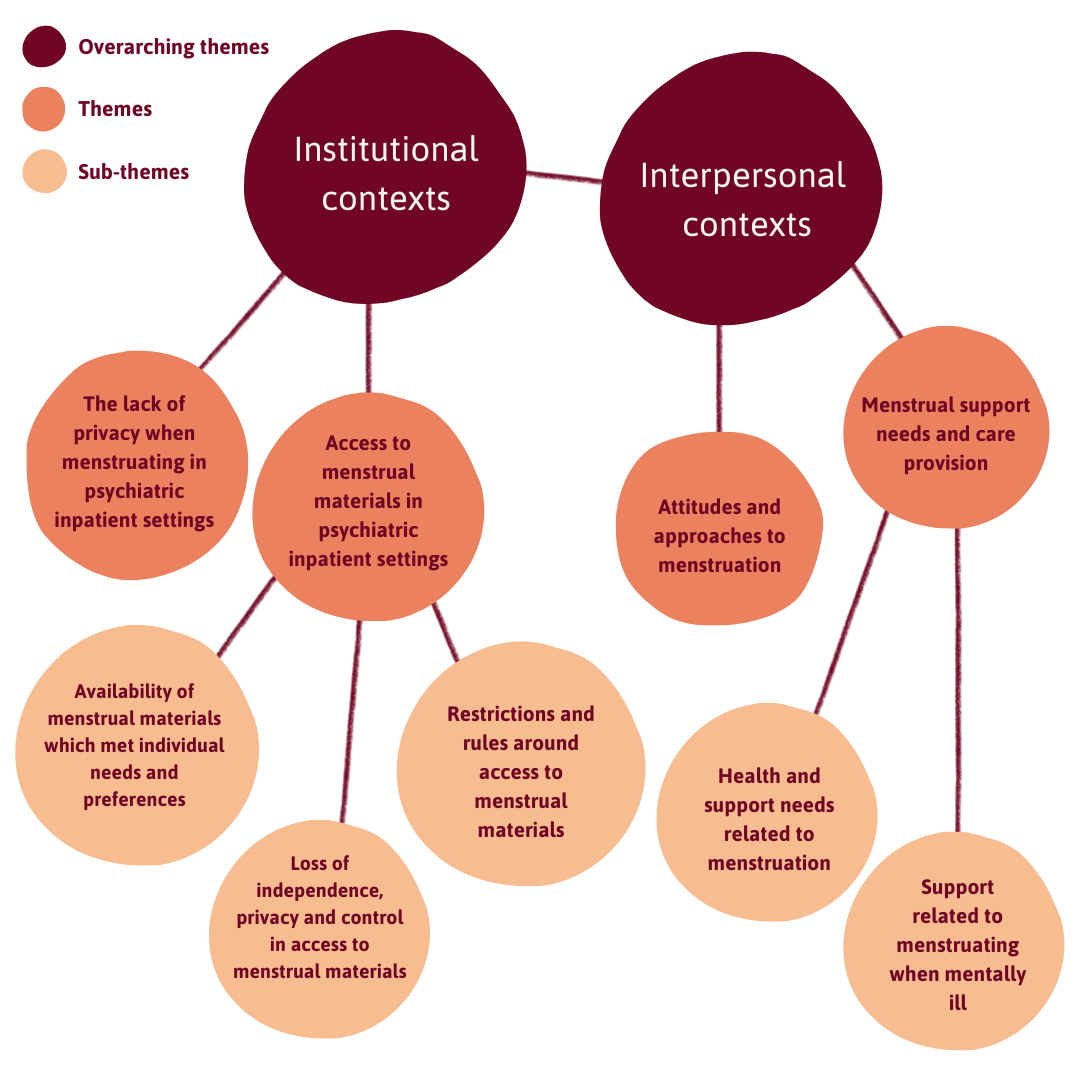 Overarching themes
Themes
Sub-themes
Institutional
contexts
Interpersonal
contexts
The lack of
privacy when
menstruating in
psychiatric
inpatient settings
Access to
menstrual
materials in
psychiatric
inpatient settings
Attitudes and
approaches to
menstruation
Menstrual support
needs and care
provision
Availability of
menstrual materials
which met individual
needs and
preferences
Loss of
independence,
privacy and control
in access to
menstrual materials
Restrictions and
rules around
access to
menstrual
materials
Health and
support needs
related to
menstruation
Support
related to
menstruating
when mentally
ill